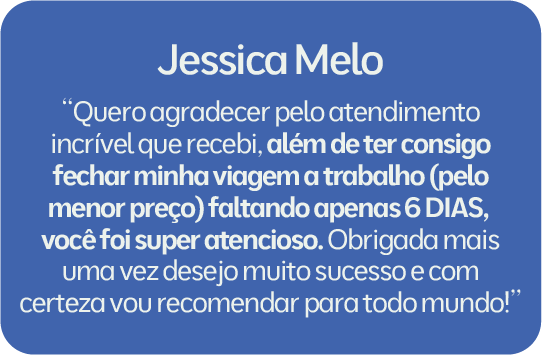 Jessica Melo
“Quero agradecer pelo atendimento
incrível que recebi, além de ter consigo
fechar minha viagem a trabalho (pelo
menor preço) faltando apenas 6 DIAS,
você foi super atencioso. Obrigada mais
uma vez desejo muito sucesso e com
certeza vou recomendar para todo mundo!”